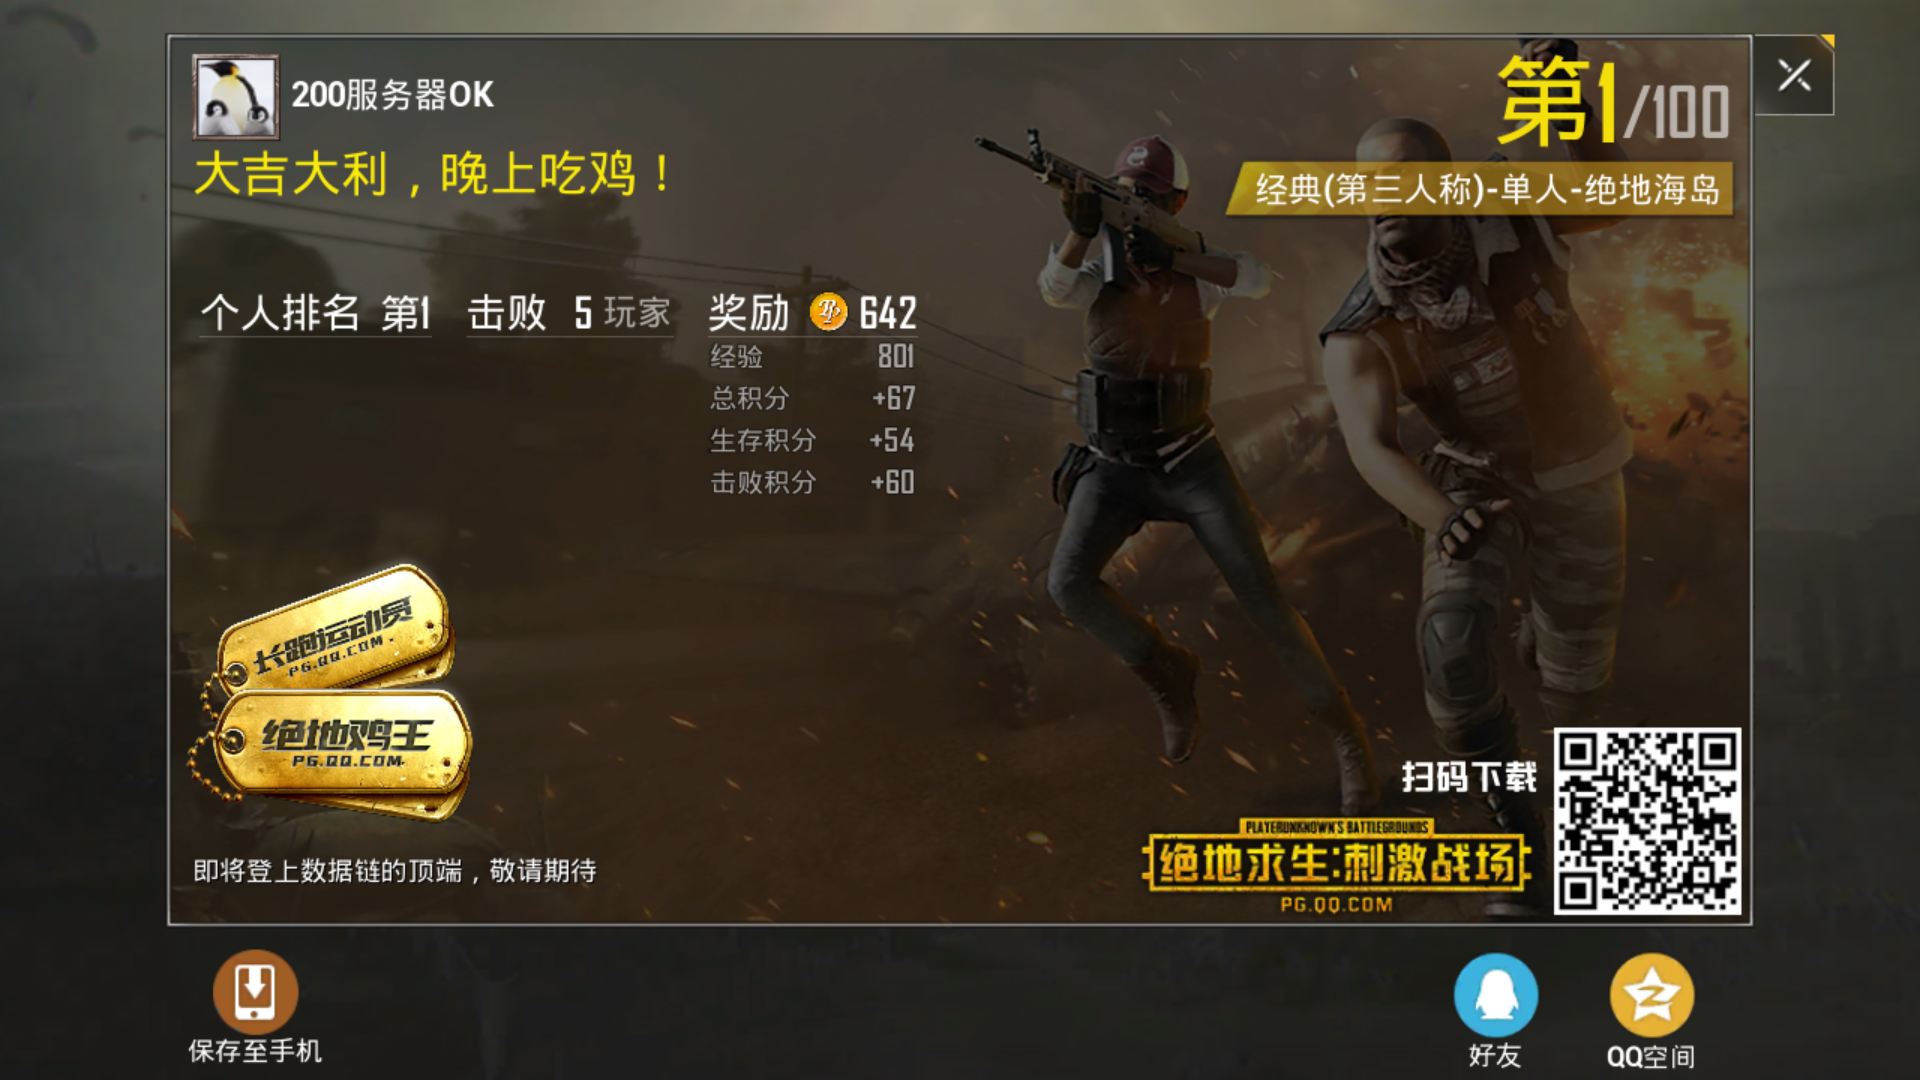 200服务器OK
大吉大利，晚上吃鸡！
第1/100
经典(第三人称)-单人-绝地海岛
个人排名 第1 击败 5 玩家 奖励 642
经验 801
总积分 +67
生存积分 +54
击败积分 +60
长跑运动员
PG.QQ.COM
绝地鸡王
PG.QQ.COM
即将登上数据链的顶端，敬请期待
扫码下载
PLAYERUNKNOWN'S BATTLEGROUNDS
绝地求生:刺激战场
PG.QQ.COM
保存至手机
好友
QQ空间